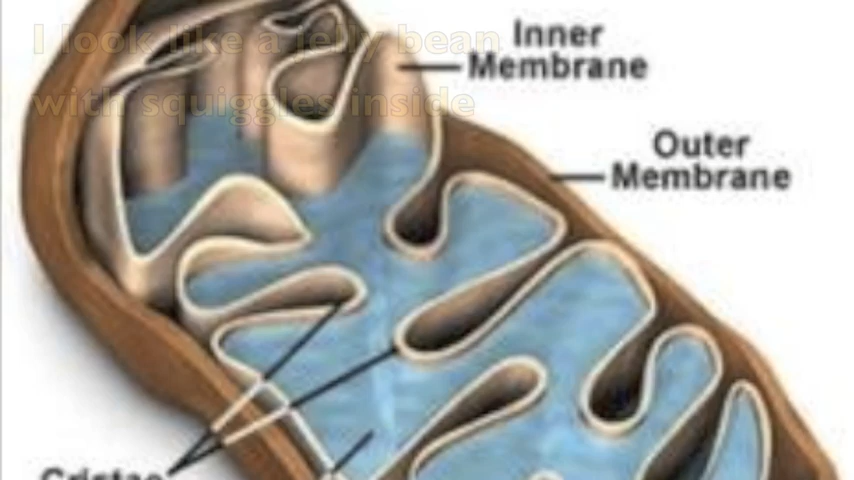 I look like a jelly bean
with squiggles inside
Inner
Membrane
Outer
Membrane
Cristae